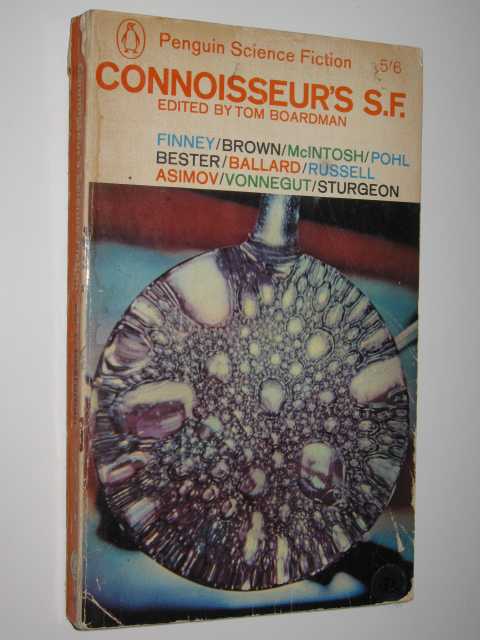 Penguin Science Fiction 5'6
CONNOISSEUR'S S.F.
EDITED BY TOM BOARDMAN
FINNEY/BROWN/McINTOSH/POHL
BESTER/BALLARD/RUSSELL
ASIMOV/VONNEGUT/STURGEON